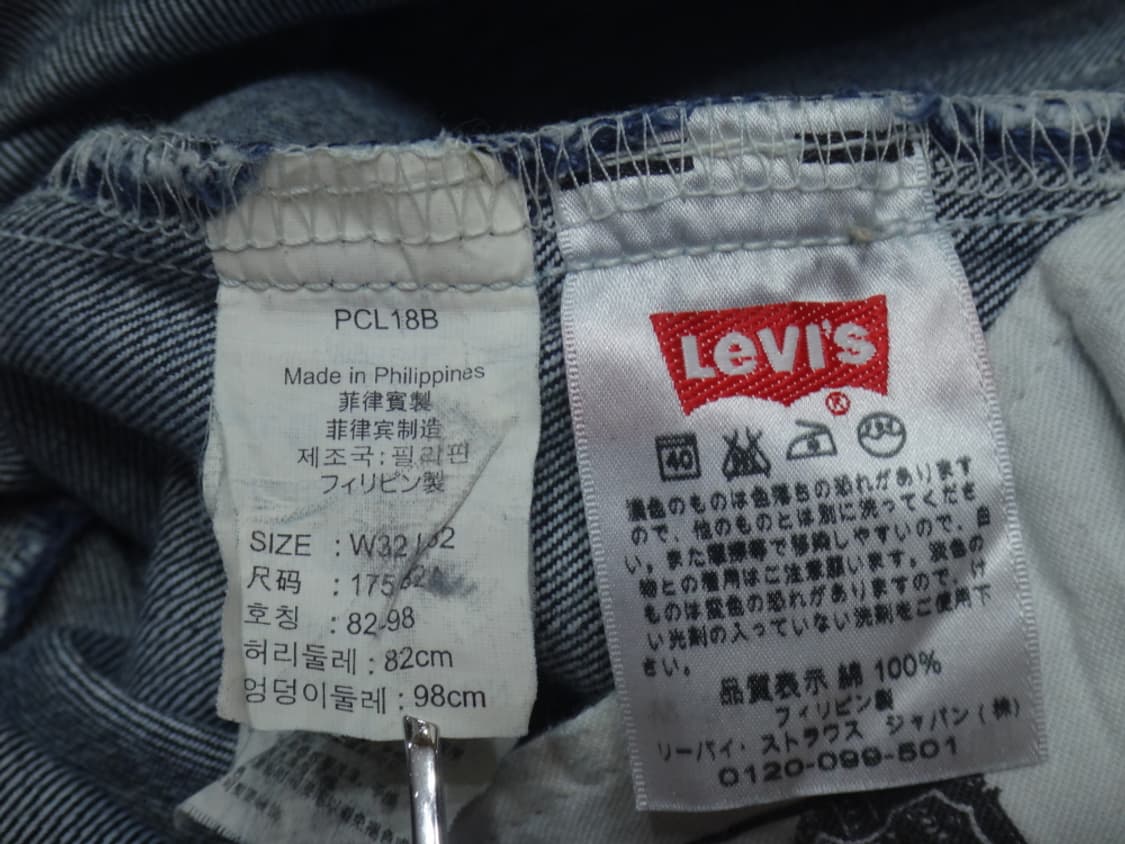 PCL18B
Made in Philippines
菲律賓製
菲律宾制造
제조국: 필리핀
フィリピン製
SIZE : W32
尺码 : 175
호칭 : 82-98
허리둘레 : 82cm
엉덩이둘레 : 98cm
Levi's
®
40
濃色のものは色落ちの恐れがあります
ので、他のものとは別に洗ってくださ
い。また摩擦等で移染しやすいので、白
物との着用はご注意願います。淡色の
ものは変色の恐れがありますので、け
い光剤の入っていない洗剤をご使用下
さい。
品質表示 綿 100%
フィリピン製
リーバイ・ストラウス ジャパン(株)
0120-099-501